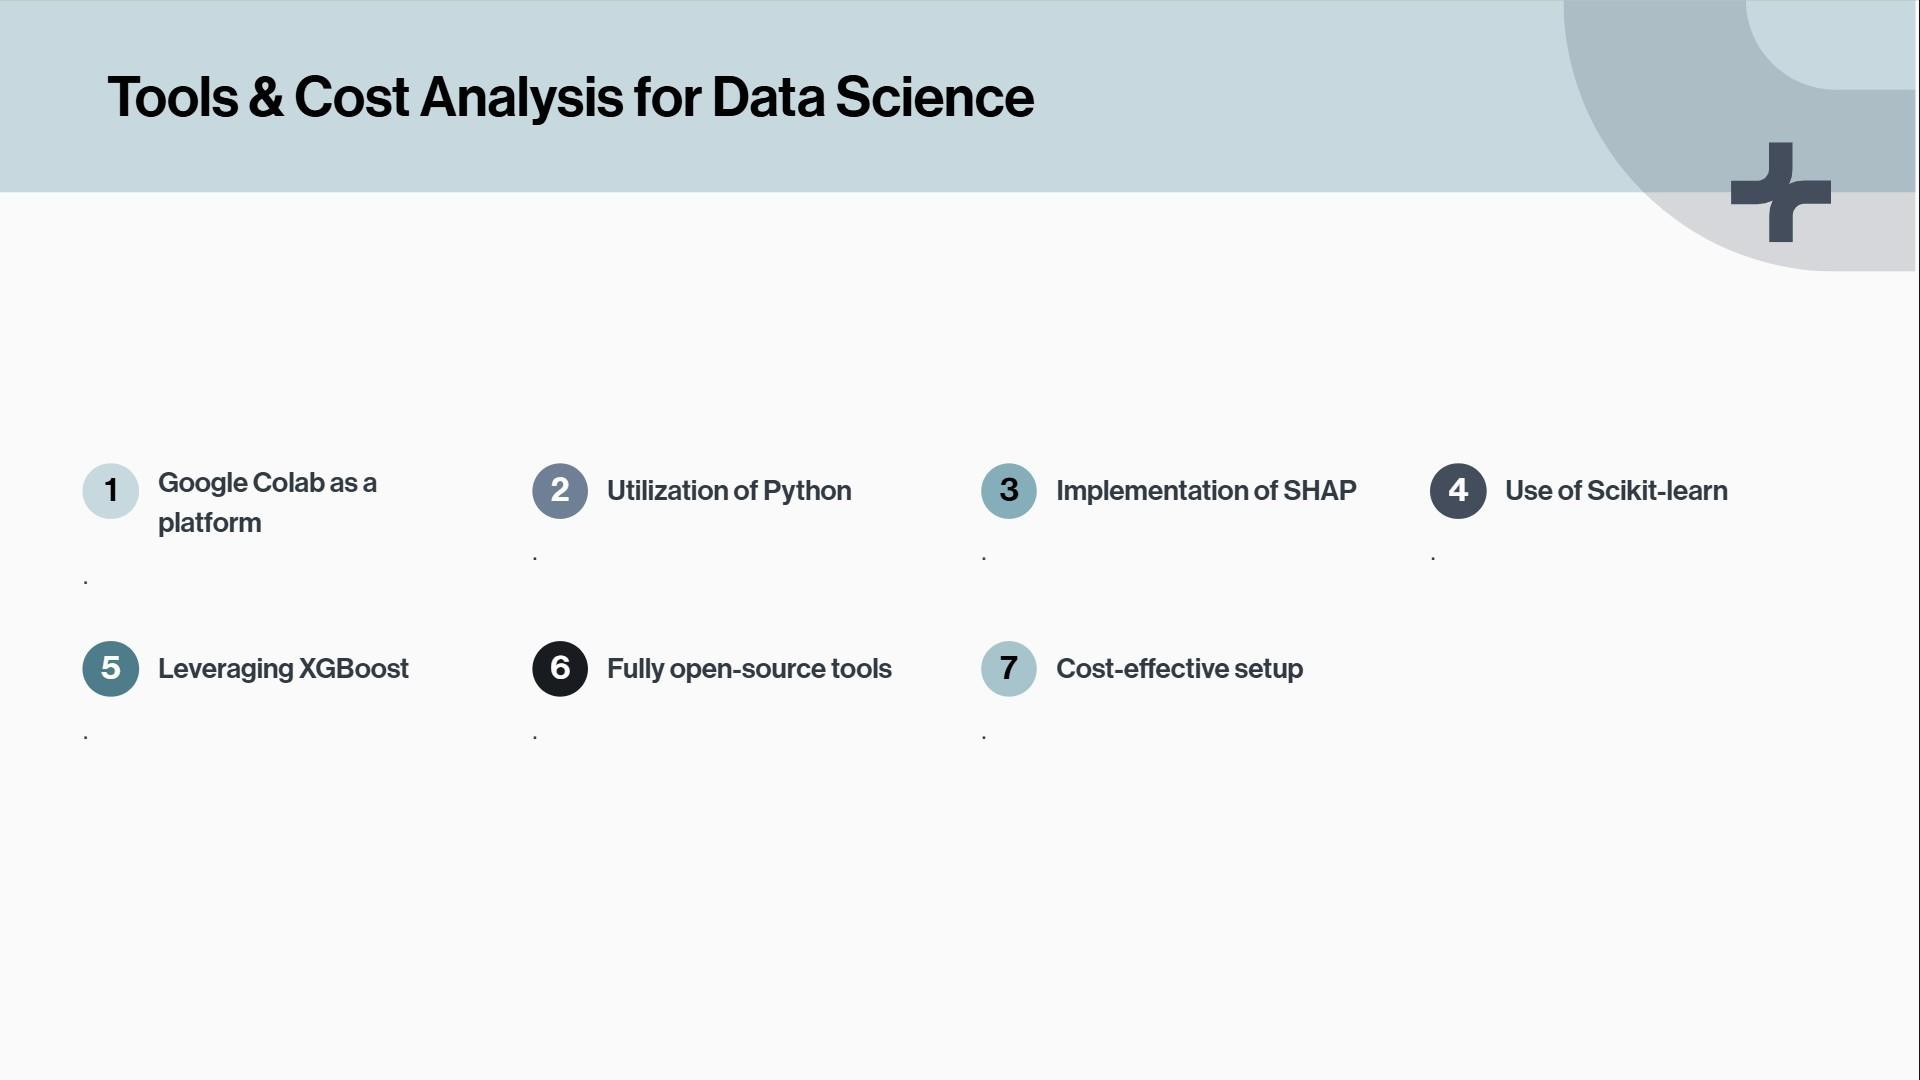 Tools & Cost Analysis for Data Science
1 Google Colab as a
platform
.
2 Utilization of Python
.
3 Implementation of SHAP
.
4 Use of Scikit-learn
.
5 Leveraging XGBoost
.
6 Fully open-source tools
.
7 Cost-effective setup
.